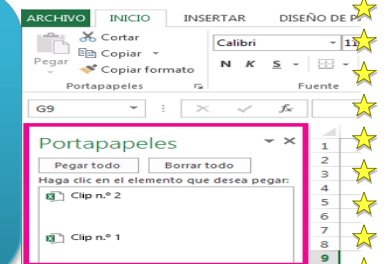 ARCHIVO INICIO INSERTAR DISEÑO DE
Cortar
Copiar
Pegar
Copiar formato
Portapapeles
Calibri
11
N K S
Fuente
G9
fx
Portapapeles
Pegar todo Borrar todo
Haga clic en el elemento que desea pegar:
Clip n.º 2
Clip n.º 1
1
2
3
4
5
6
7
8
9